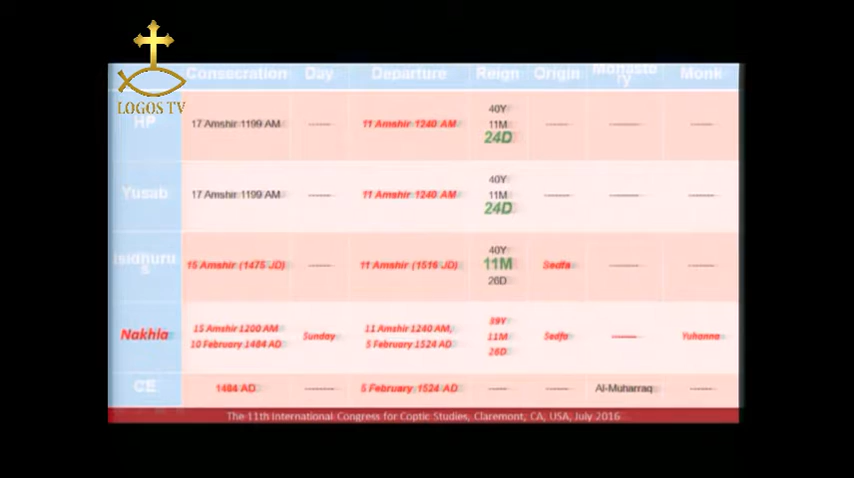 LOGOS TV
Consecration Day Departure Reign Origin Monastery Monk
HP 17 Amshir 1199 AM 11 Amshir 1240 AM 40Y 11M 24D
Yusab 17 Amshir 1199 AM 11 Amshir 1240 AM 40Y 11M 24D
Isidhurus 15 Amshir (1475 JD) 11 Amshir (1516 JD) 40Y 11M 26D Sedfa
Nakhla 15 Amshir 1200 AM 10 February 1484 AD Sunday 11 Amshir 1240 AM, 5 February 1524 AD 39Y 11M 26D Sedfa Yuhanna
CE 1484 AD 5 February 1524 AD Al-Muharraq
The 11th International Congress for Coptic Studies, Claremont, CA, USA, July 2016